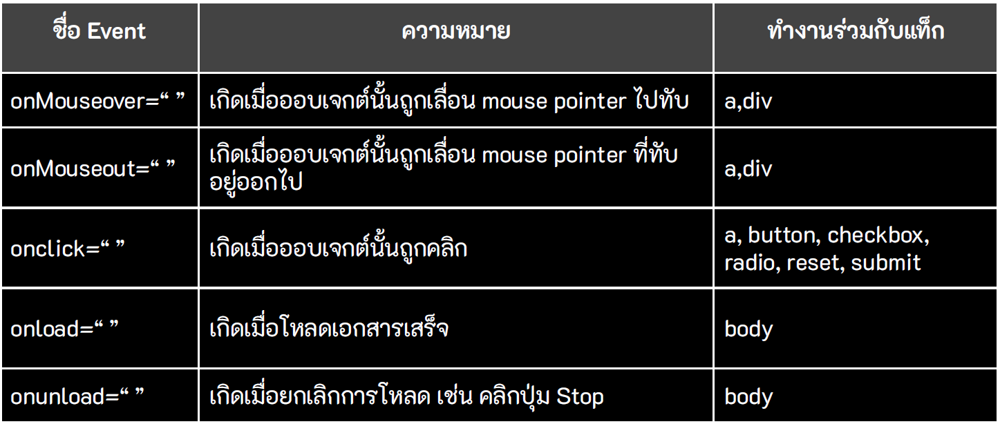 ชื่อ Event ความหมาย ทำงานร่วมกับแท็ก
onMouseover=“ ” เกิดเมื่อออบเจกต์นั้นถูกเลื่อน mouse pointer ไปทับ a,div
onMouseout=“ ” เกิดเมื่อออบเจกต์นั้นถูกเลื่อน mouse pointer ที่ทับ
อยู่ออกไป a,div
onclick=“ ” เกิดเมื่อออบเจกต์นั้นถูกคลิก a, button, checkbox,
radio, reset, submit
onload=“ ” เกิดเมื่อโหลดเอกสารเสร็จ body
onunload=“ ” เกิดเมื่อยกเลิกการโหลด เช่น คลิกปุ่ม Stop body